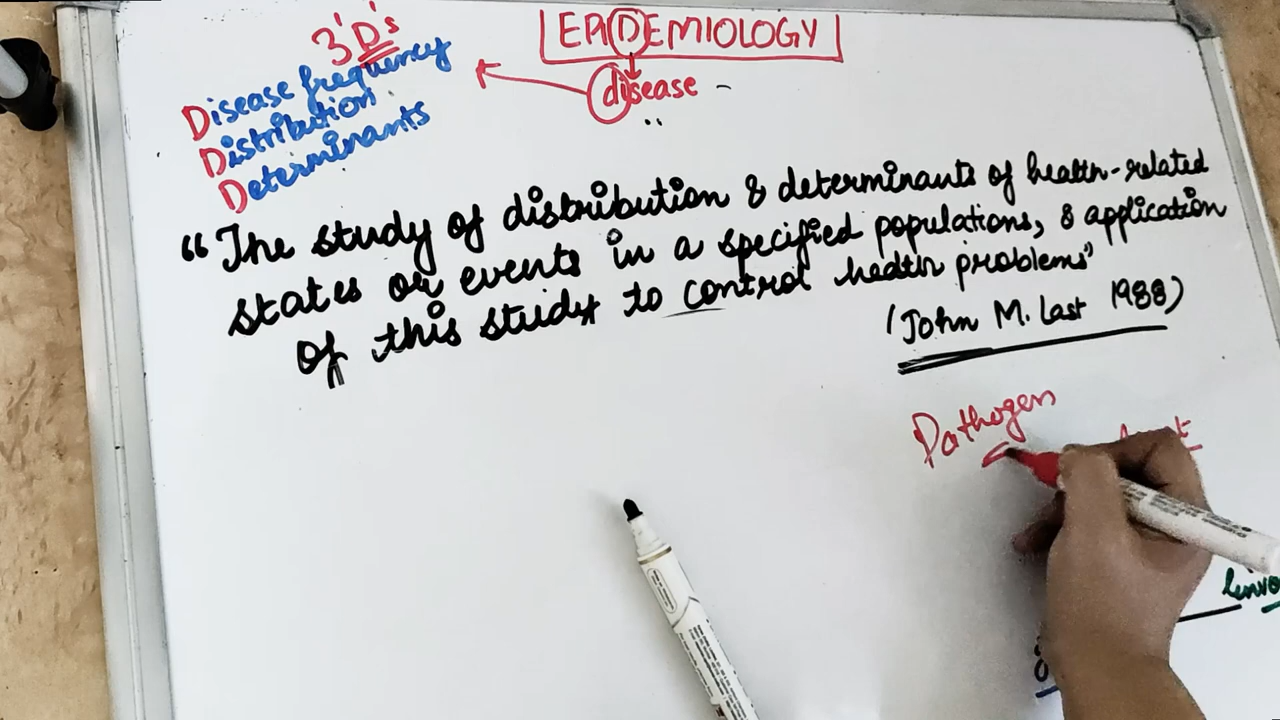 3'D's
Disease frequency
Distribution
Determinants
EPIDEMIOLOGY
disease -
"The study of distribution & determinants of health-related
states or events in a specified populations, & application
of this study to control health problems"
(John M. Last 1988)
Pathogen